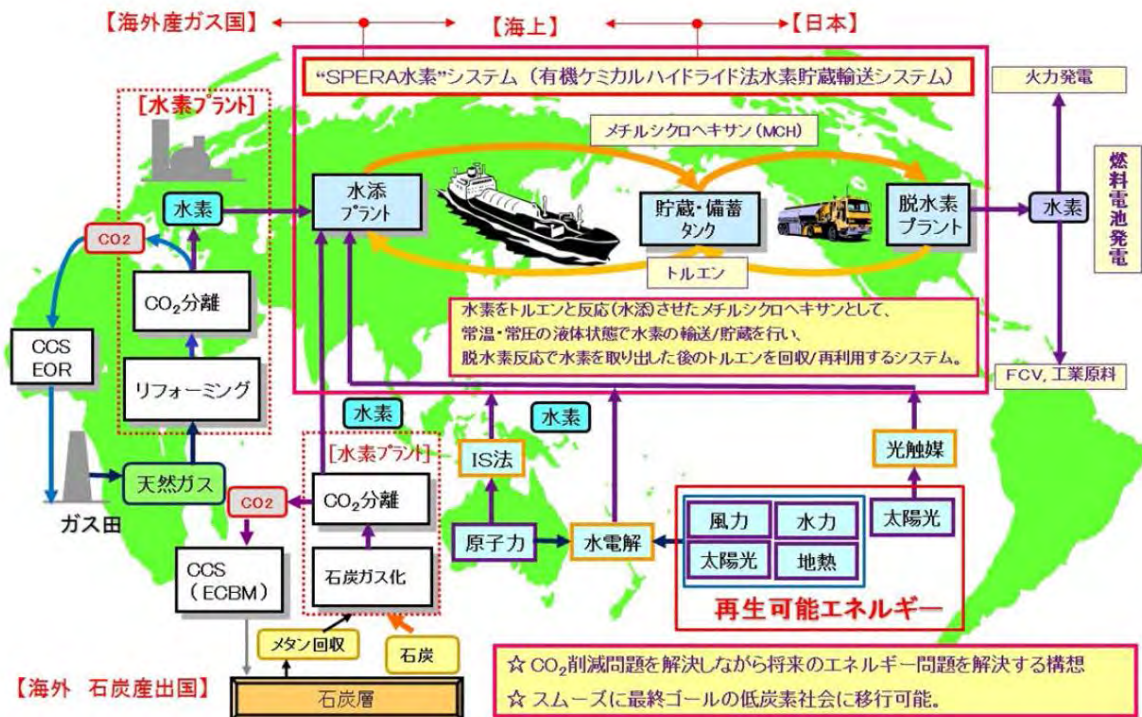 【海外産ガス国】
【海上】
【日本】
“SPERA水素”システム（有機ケミカルハイドライド法水素貯蔵輸送システム）
[水素プラント]
メチルシクロヘキサン(MCH)
火力発電
水素
水添
プラント
貯蔵・備蓄
タンク
脱水素
プラント
水素
燃料電池発電
CO2
トルエン
CO₂分離
水素をトルエンと反応(水添)させたメチルシクロヘキサンとして、
常温・常圧の液体状態で水素の輸送/貯蔵を行い、
脱水素反応で水素を取り出した後のトルエンを回収/再利用するシステム。
CCS
EOR
リフォーミング
FCV, 工業原料
水素
水素
[水素プラント]
IS法
光触媒
天然ガス
ガス田
CO2
CO₂分離
原子力
水電解
風力
水力
太陽光
地熱
太陽光
再生可能エネルギー
CCS
(ECBM)
石炭ガス化
メタン回収
石炭
石炭層
【海外 石炭産出国】
☆ CO₂削減問題を解決しながら将来のエネルギー問題を解決する構想
☆ スムーズに最終ゴールの低炭素社会に移行可能。